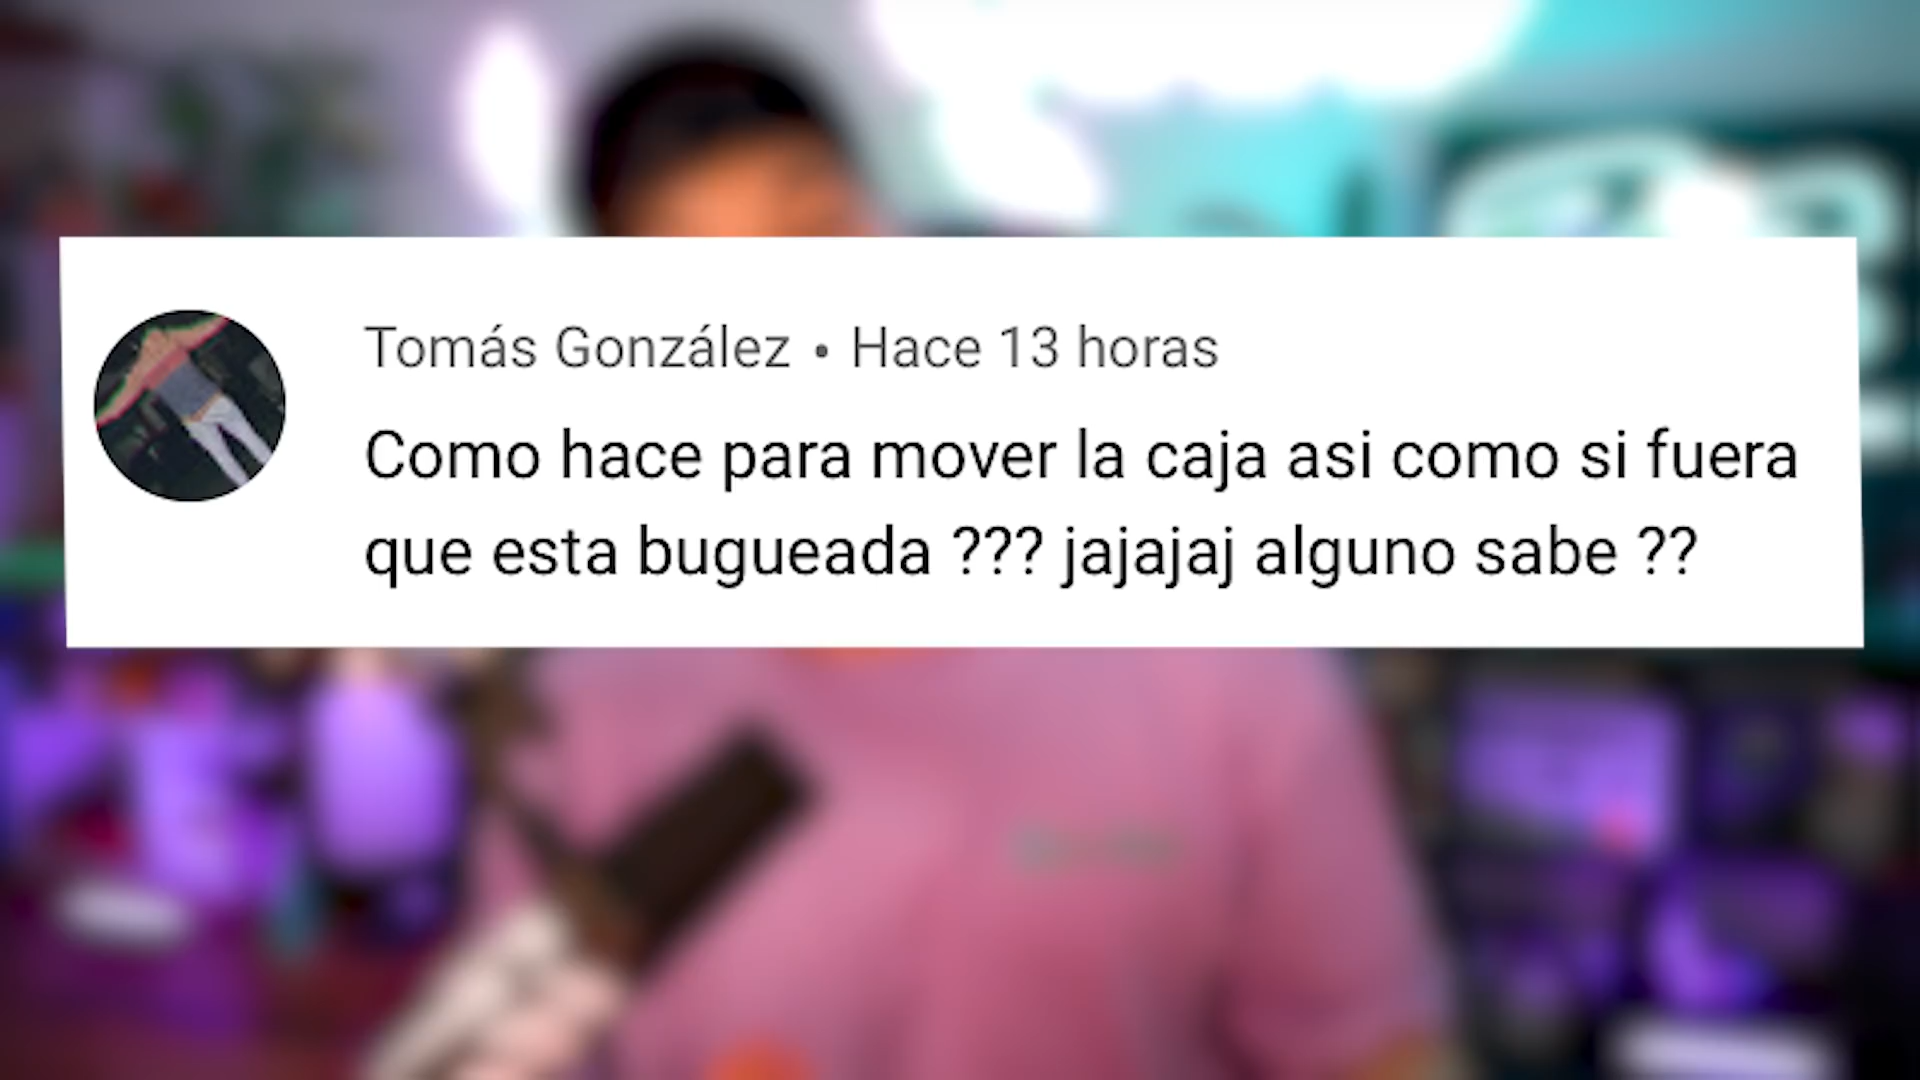 Tomás González • Hace 13 horas
Como hace para mover la caja asi como si fuera
que esta bugueada ??? jajajaj alguno sabe ??